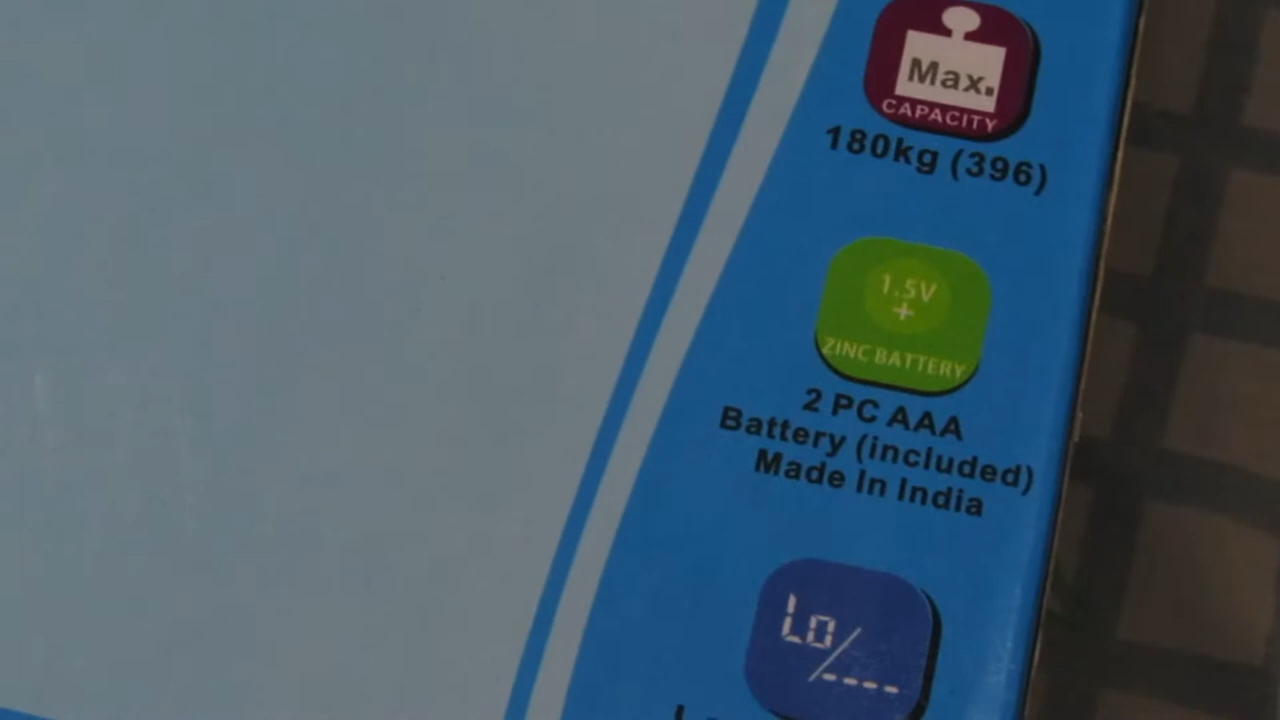 Max.
CAPACITY
180kg (396)
1.5V
+
ZINC BATTERY
2 PC AAA
Battery (included)
Made In India
Lo/----